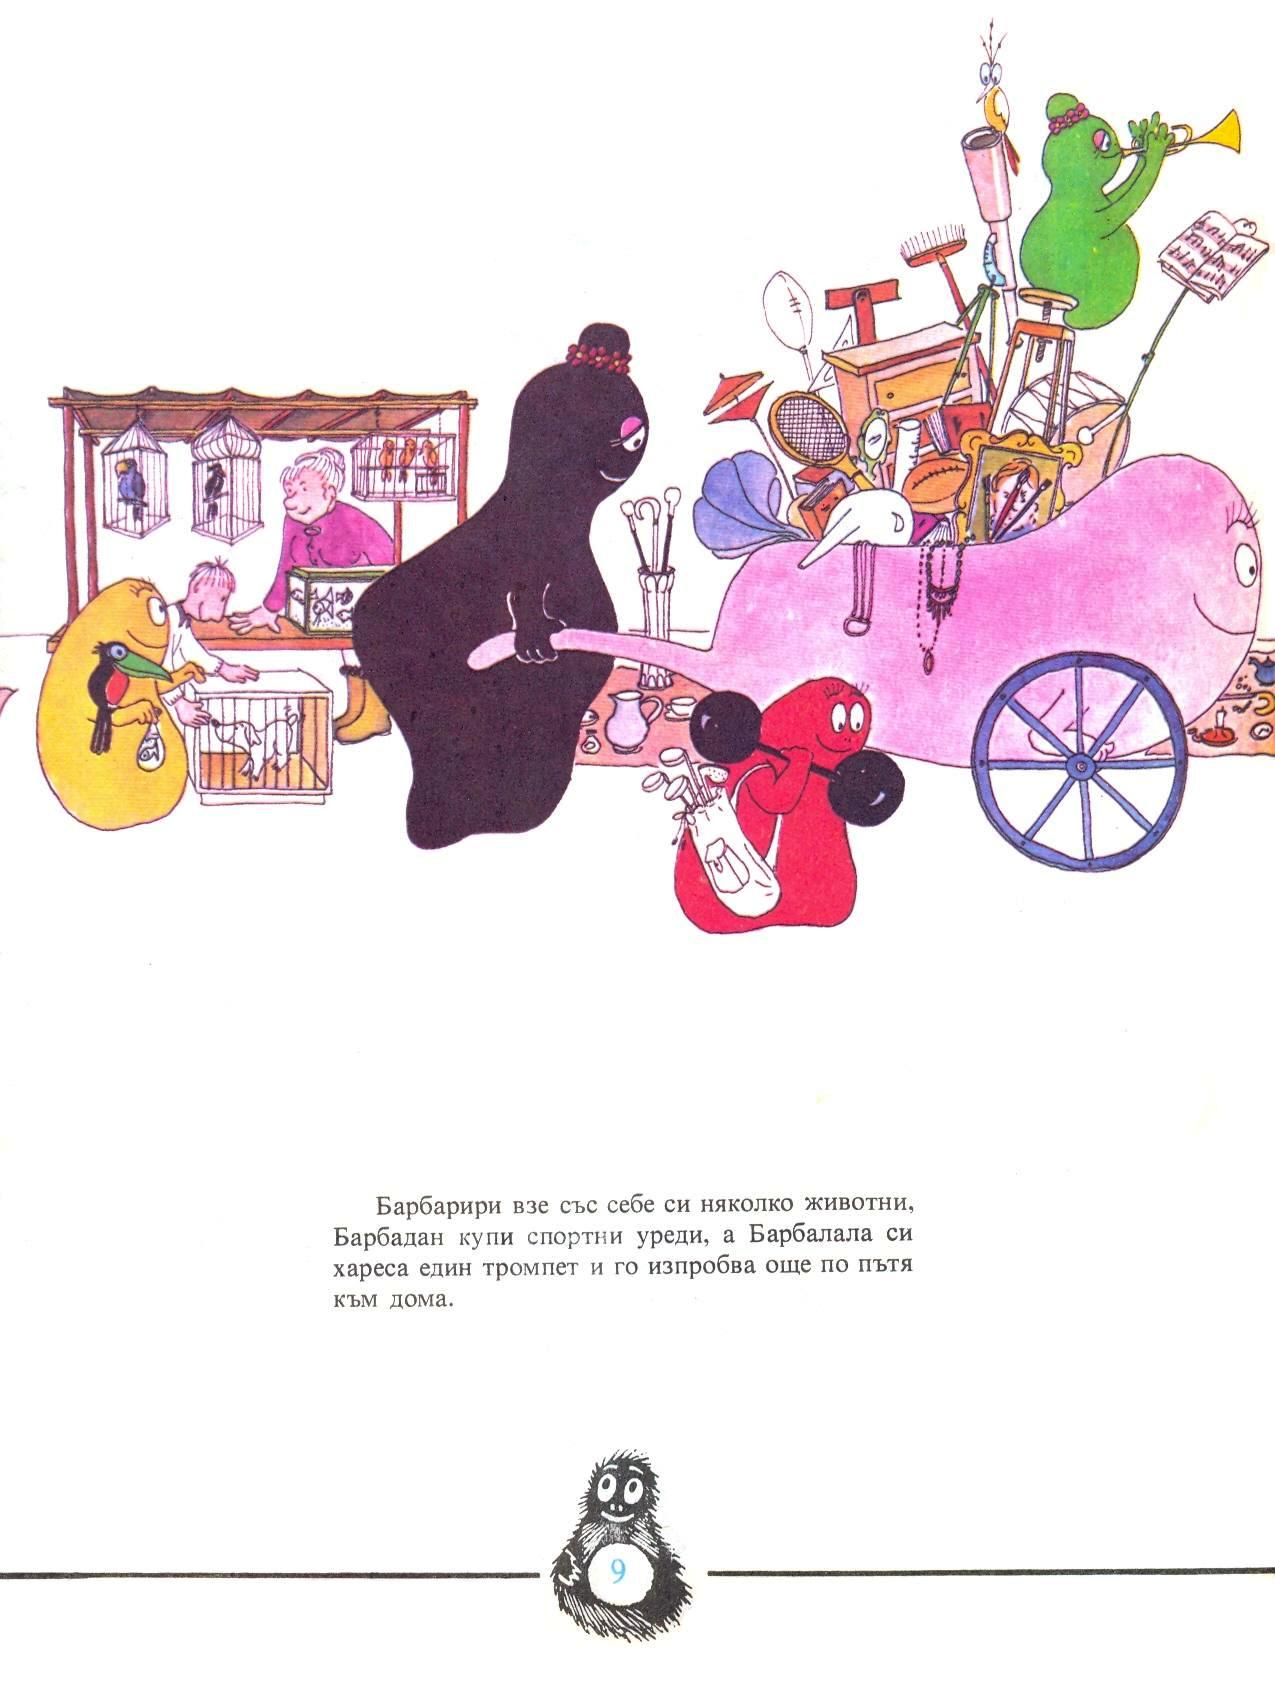 Барбарири взе със себе си няколко животни,
Барбадан купи спортни уреди, а Барбалала си
хареса един тромпет и го изпробва още по пътя
към дома.
9